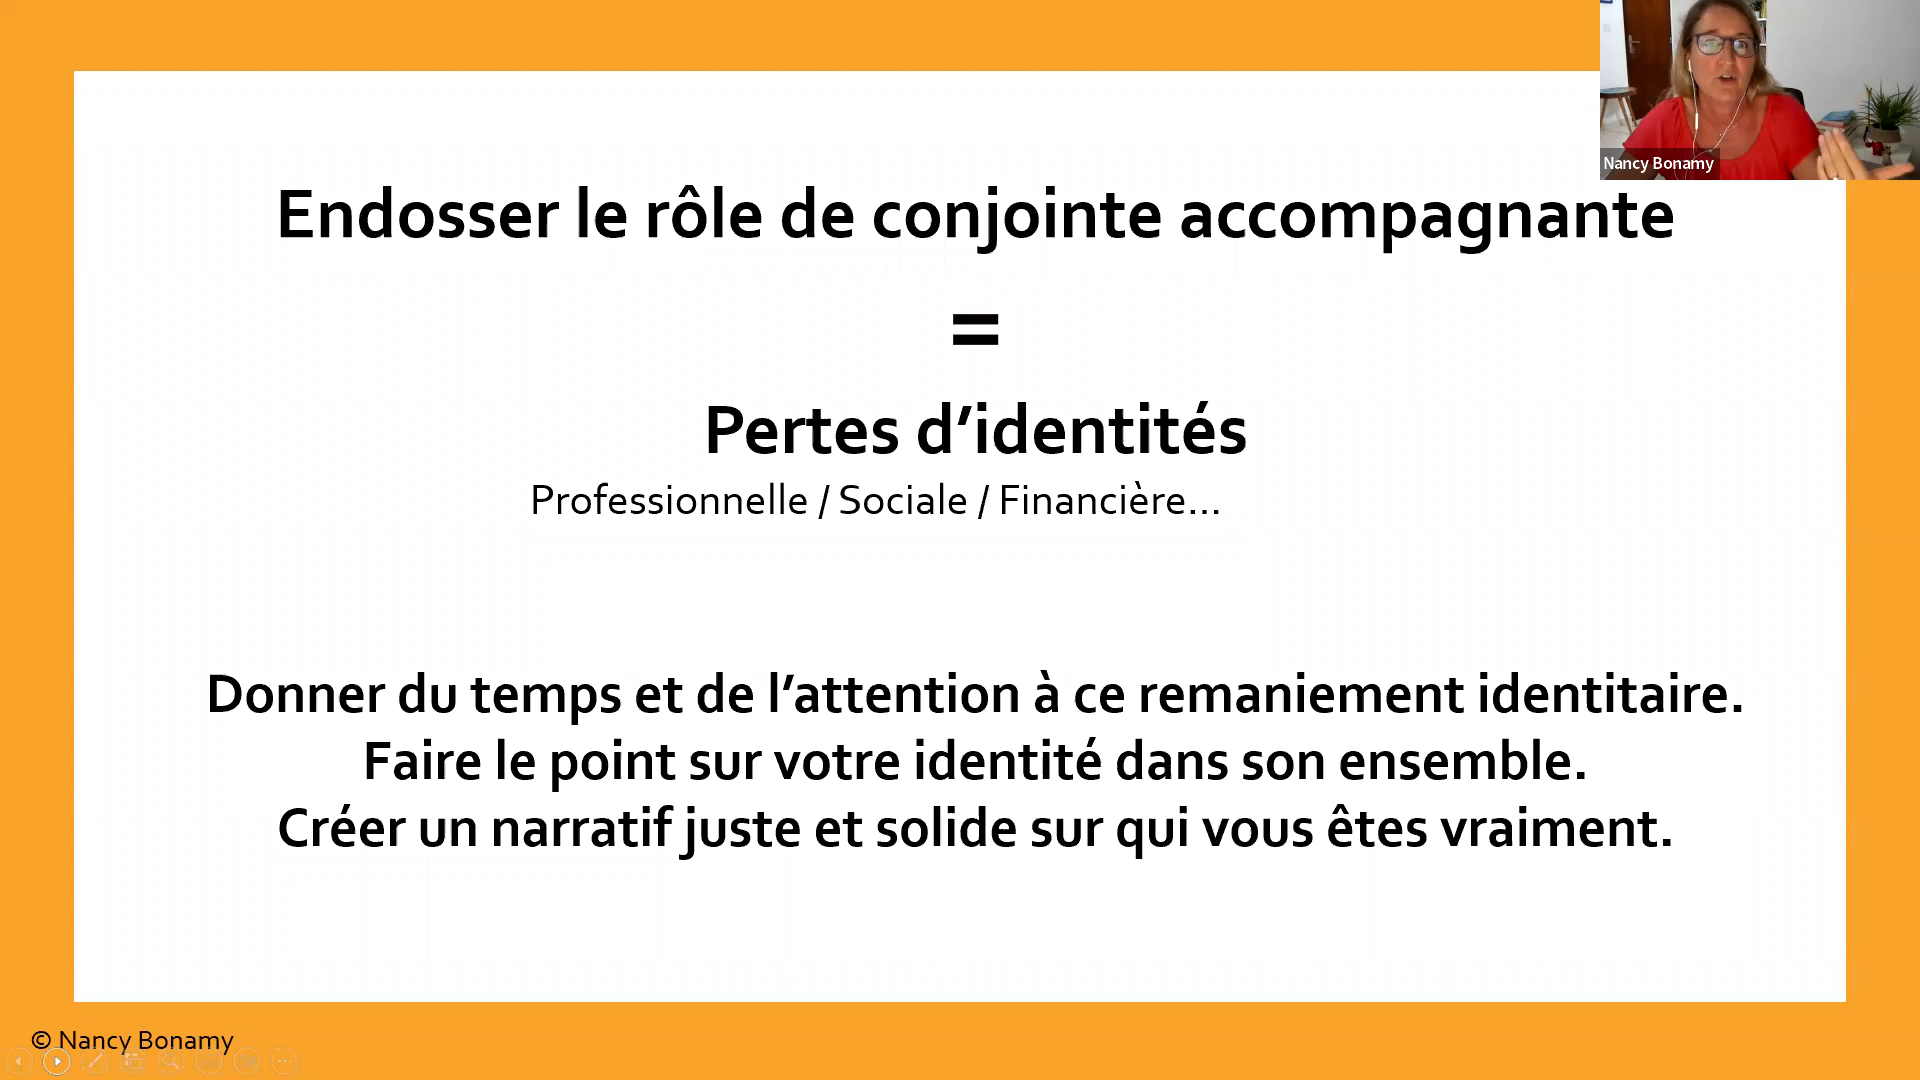 Nancy Bonamy
Endosser le rôle de conjointe accompagnante
=
Pertes d’identités
Professionnelle / Sociale / Financière...
Donner du temps et de l’attention à ce remaniement identitaire.
Faire le point sur votre identité dans son ensemble.
Créer un narratif juste et solide sur qui vous êtes vraiment.
© Nancy Bonamy